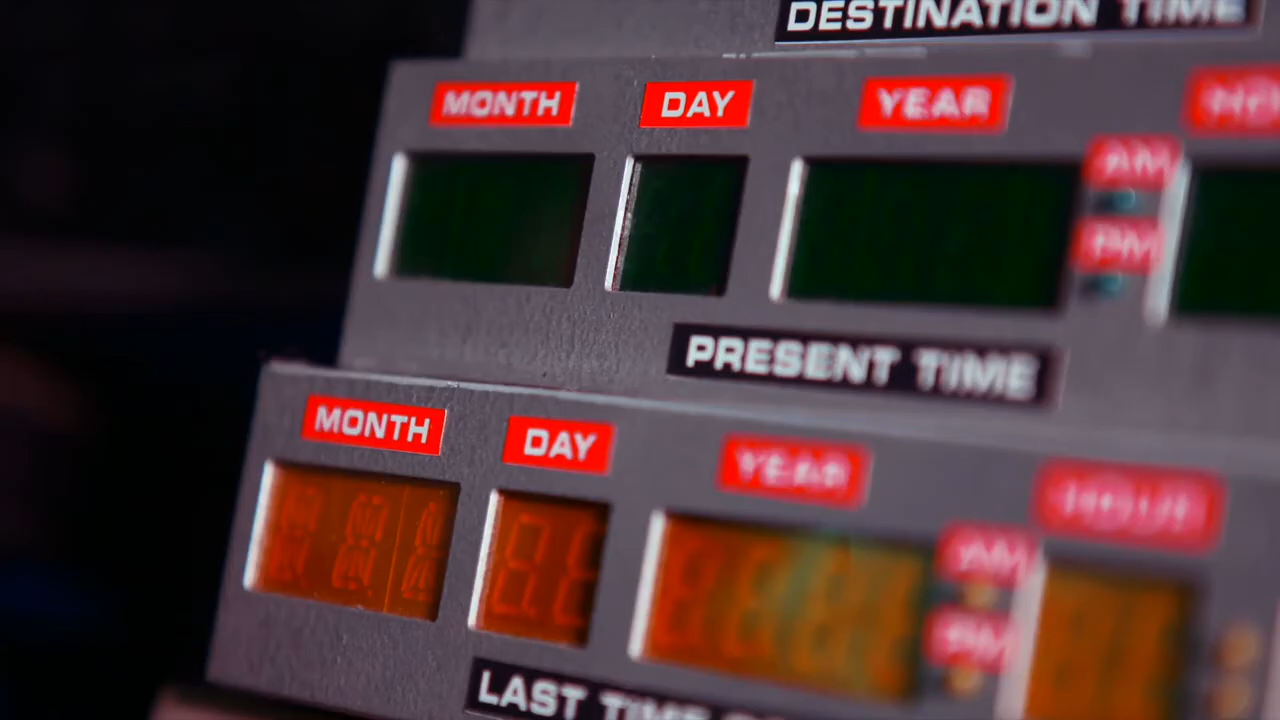 DESTINATION TIME
MONTH DAY YEAR
AM
PM
PRESENT TIME
MONTH DAY YEAR HOUR
AM
PM
LAST TIME